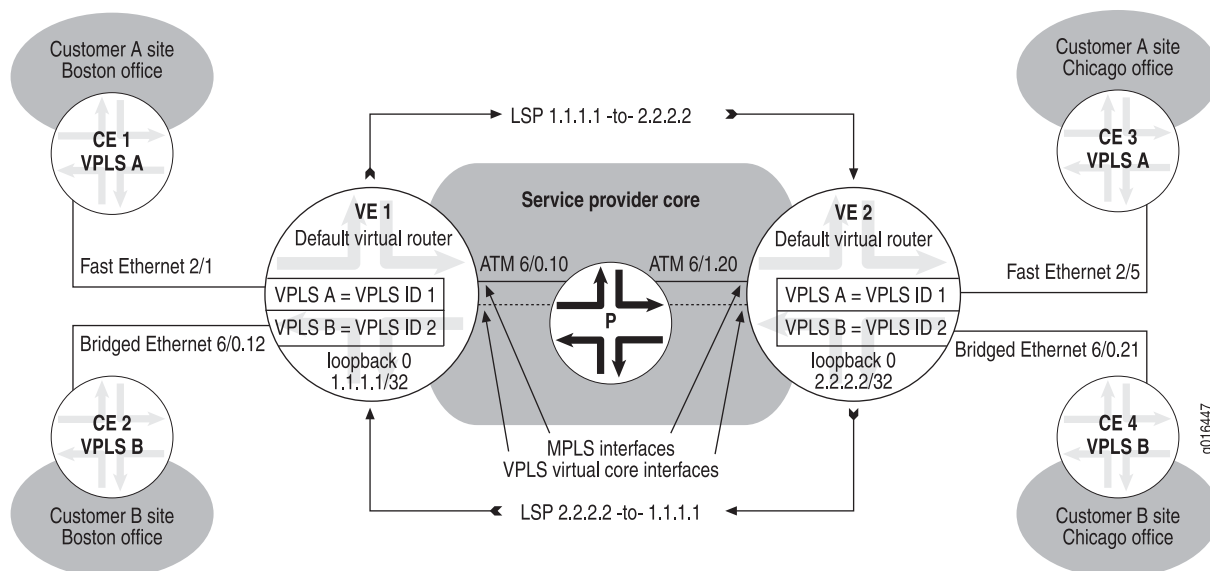 Customer A site
Boston office
CE 1
VPLS A
Fast Ethernet 2/1
Bridged Ethernet 6/0.12
CE 2
VPLS B
Customer B site
Boston office
LSP 1.1.1.1 -to- 2.2.2.2
Service provider core
VE 1
Default virtual router
VPLS A = VPLS ID 1
VPLS B = VPLS ID 2
loopback 0
1.1.1.1/32
ATM 6/0.10
ATM 6/1.20
P
VE 2
Default virtual router
VPLS A = VPLS ID 1
VPLS B = VPLS ID 2
loopback 0
2.2.2.2/32
MPLS interfaces
VPLS virtual core interfaces
LSP 2.2.2.2 -to- 1.1.1.1
Customer A site
Chicago office
CE 3
VPLS A
Fast Ethernet 2/5
Bridged Ethernet 6/0.21
CE 4
VPLS B
Customer B site
Chicago office
g016447